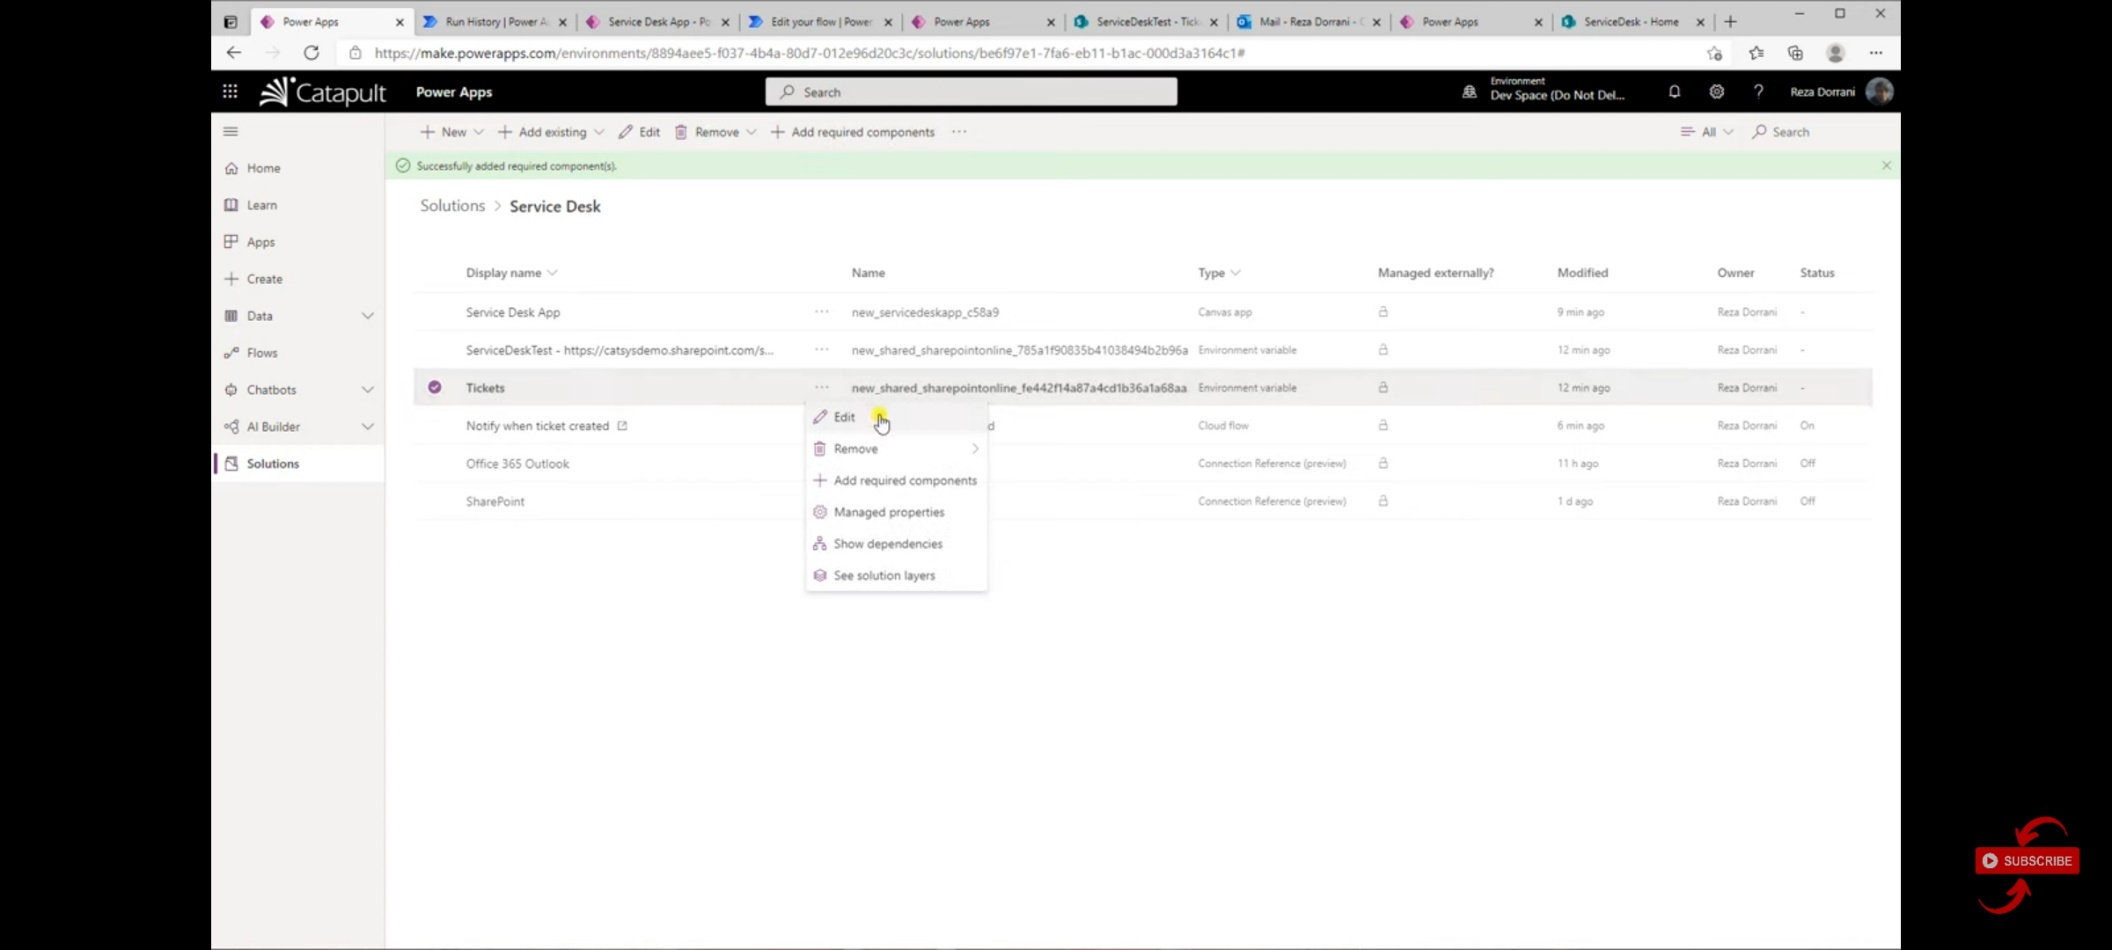 Power Apps
Run History | Power A
Service Desk App - Po
Edit your flow | Power
Power Apps
ServiceDeskTest - Tick
Mail - Reza Dorrani - C
Power Apps
ServiceDesk - Home
https://make.powerapps.com/environments/8894aee5-f037-4b4a-80d7-012e96d20c3c/solutions/be6f97e1-7fa6-eb11-b1ac-000d3a3164c1#
Catapult Power Apps Search Environment
Dev Space (Do Not Del... ? Reza Dorrani
New Add existing Edit Remove Add required components ... All Search
Successfully added required component(s).
Home
Learn
Apps
Create
Data
Flows
Chatbots
AI Builder
Solutions
Solutions > Service Desk
Display name Name Type Managed externally? Modified Owner Status
Service Desk App ... new_servicedeskapp_c58a9 Canvas app 9 min ago Reza Dorrani -
ServiceDeskTest - https://catsysdemo.sharepoint.com/s... ... new_shared_sharepointonline_785a1f90835b41038494b2b96a Environment variable 12 min ago Reza Dorrani -
Tickets ... new_shared_sharepointonline_fe442f14a87a4cd1b36a1a68aa Environment variable 12 min ago Reza Dorrani -
Notify when ticket created d Cloud flow 6 min ago Reza Dorrani On
Office 365 Outlook Connection Reference (preview) 11 h ago Reza Dorrani Off
SharePoint Connection Reference (preview) 1 d ago Reza Dorrani Off
Edit
Remove
Add required components
Managed properties
Show dependencies
See solution layers
SUBSCRIBE